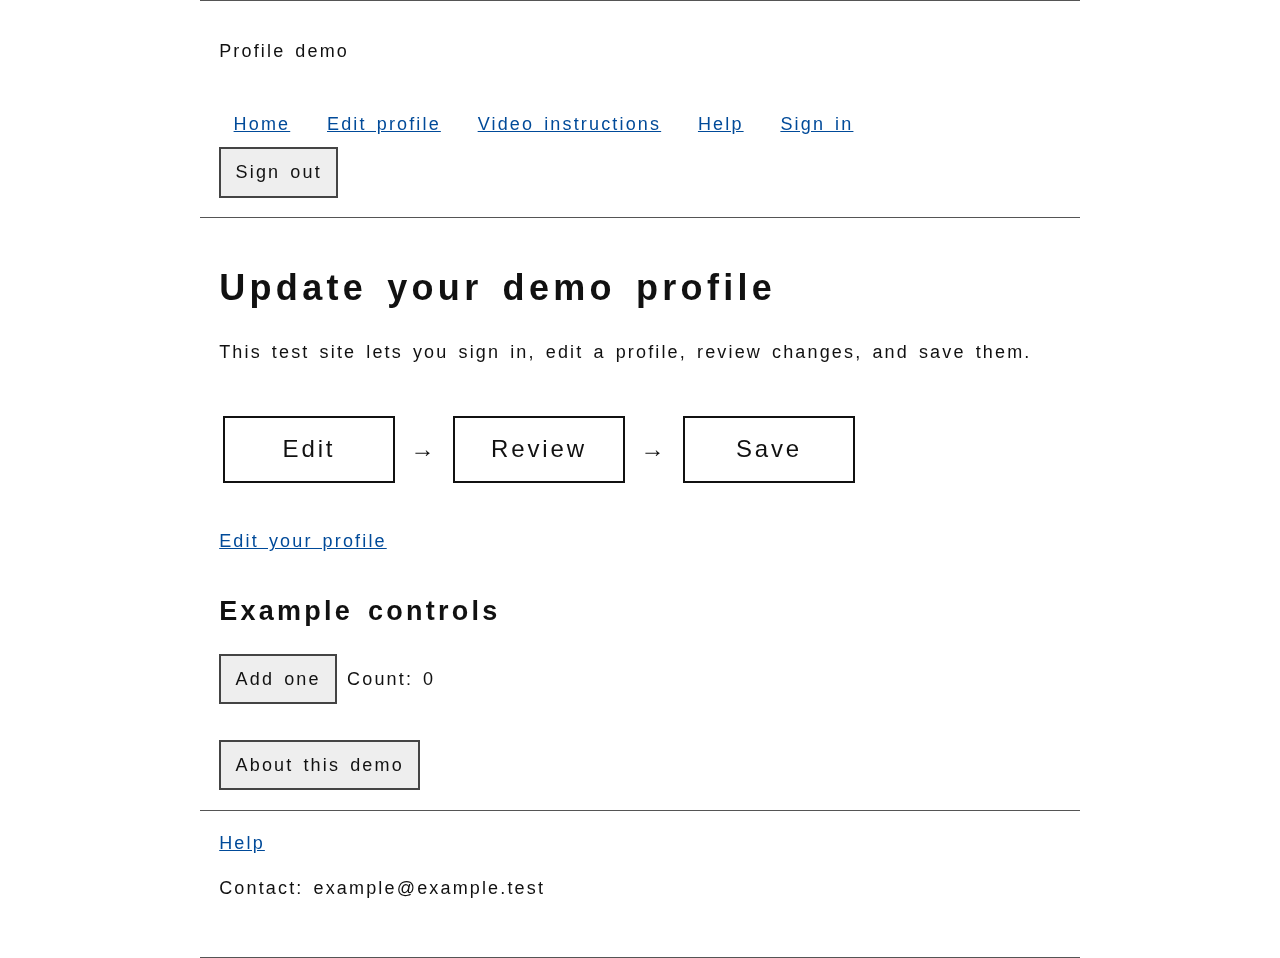 Profile demo
Home Edit profile Video instructions Help Sign in
Sign out
Update your demo profile
This test site lets you sign in, edit a profile, review changes, and save them.
Edit → Review → Save
Edit your profile
Example controls
Add one Count: 0
About this demo
Help
Contact: example@example.test